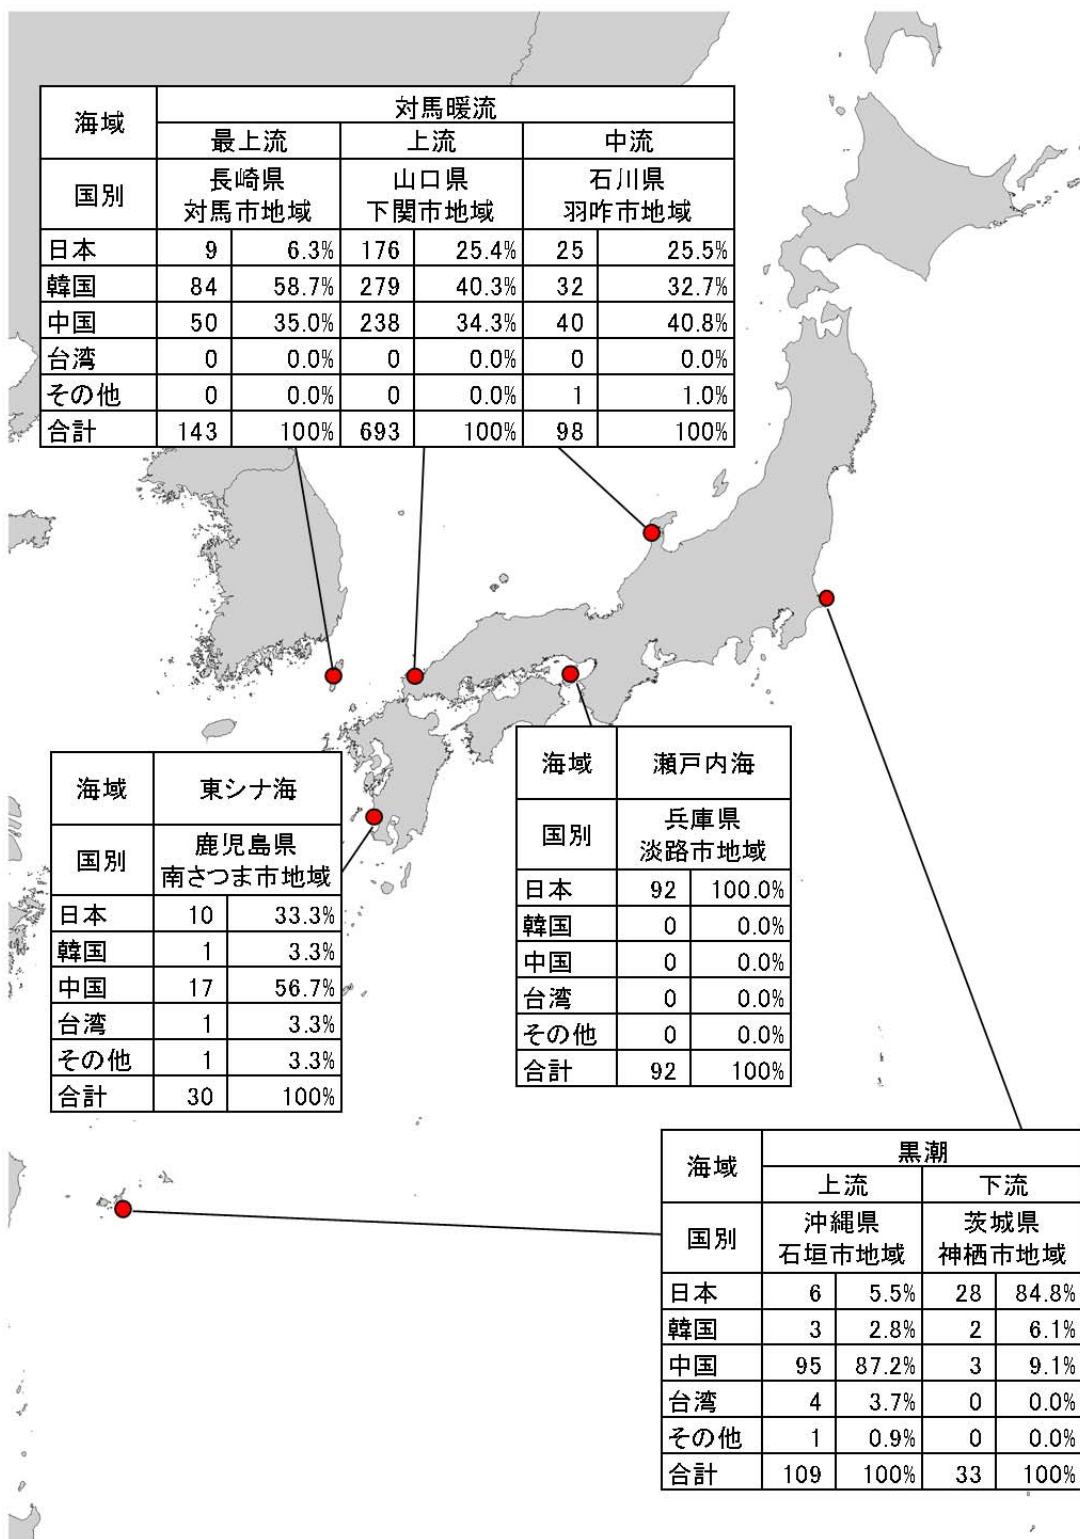 海域 対馬暖流
最上流 上流 中流
国別 長崎県 山口県 石川県
対馬市地域 下関市地域 羽咋市地域
日本 9 6.3% 176 25.4% 25 25.5%
韓国 84 58.7% 279 40.3% 32 32.7%
中国 50 35.0% 238 34.3% 40 40.8%
台湾 0 0.0% 0 0.0% 0 0.0%
その他 0 0.0% 0 0.0% 1 1.0%
合計 143 100% 693 100% 98 100%
海域 東シナ海
国別 鹿児島県
南さつま市地域
日本 10 33.3%
韓国 1 3.3%
中国 17 56.7%
台湾 1 3.3%
その他 1 3.3%
合計 30 100%
海域 瀬戸内海
国別 兵庫県
淡路市地域
日本 92 100.0%
韓国 0 0.0%
中国 0 0.0%
台湾 0 0.0%
その他 0 0.0%
合計 92 100%
海域 黒潮
上流 下流
国別 沖縄県 茨城県
石垣市地域 神栖市地域
日本 6 5.5% 28 84.8%
韓国 3 2.8% 2 6.1%
中国 95 87.2% 3 9.1%
台湾 4 3.7% 0 0.0%
その他 1 0.9% 0 0.0%
合計 109 100% 33 100%